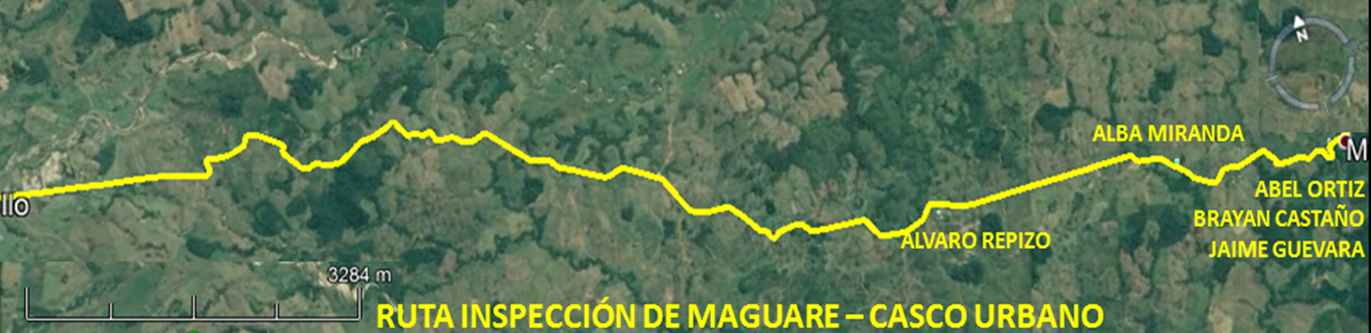 N
ALBA MIRANDA
M
llo
ABEL ORTIZ
BRAYAN CASTAÑO
ALVARO REPIZO
JAIME GUEVARA
3284 m
RUTA INSPECCIÓN DE MAGUARE – CASCO URBANO